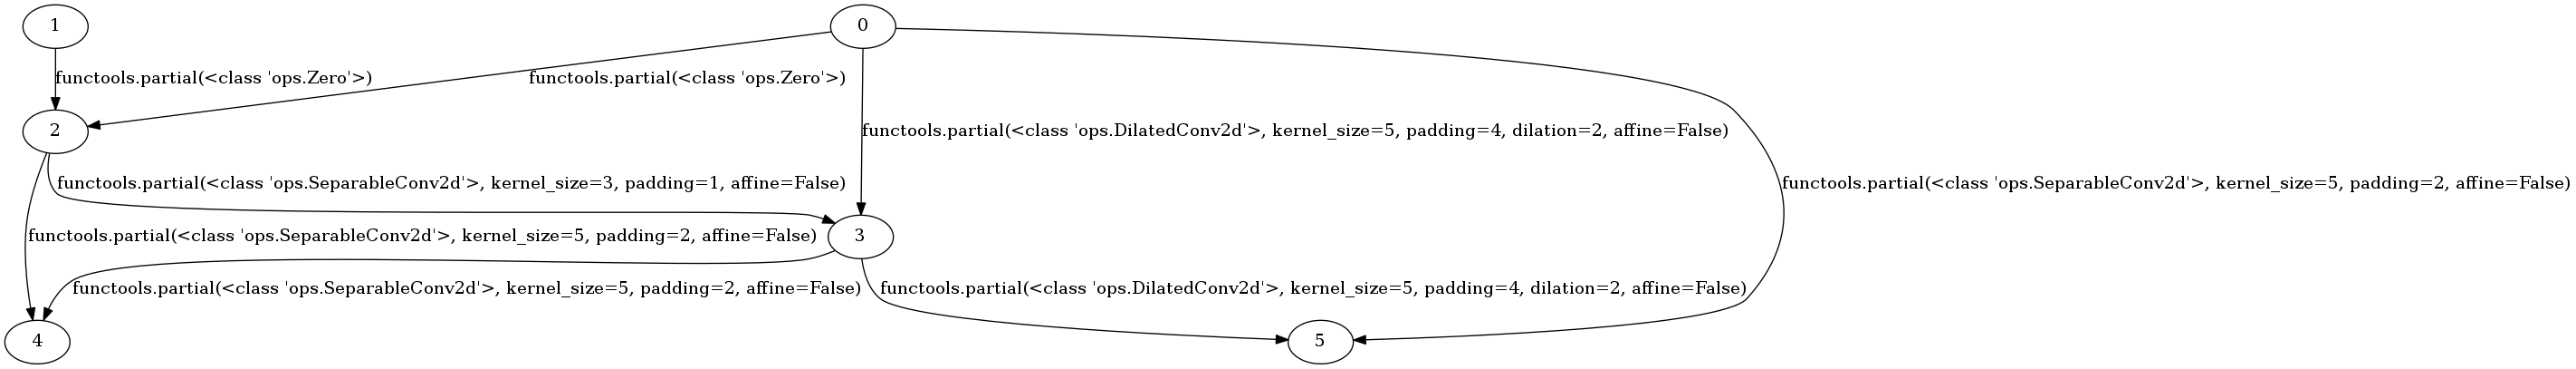 1
0
functools.partial(<class 'ops.Zero'>)
functools.partial(<class 'ops.Zero'>)
2
functools.partial(<class 'ops.DilatedConv2d'>, kernel_size=5, padding=4, dilation=2, affine=False)
functools.partial(<class 'ops.SeparableConv2d'>, kernel_size=3, padding=1, affine=False)
functools.partial(<class 'ops.SeparableConv2d'>, kernel_size=5, padding=2, affine=False)
functools.partial(<class 'ops.SeparableConv2d'>, kernel_size=5, padding=2, affine=False)
3
functools.partial(<class 'ops.SeparableConv2d'>, kernel_size=5, padding=2, affine=False)
functools.partial(<class 'ops.DilatedConv2d'>, kernel_size=5, padding=4, dilation=2, affine=False)
4
5